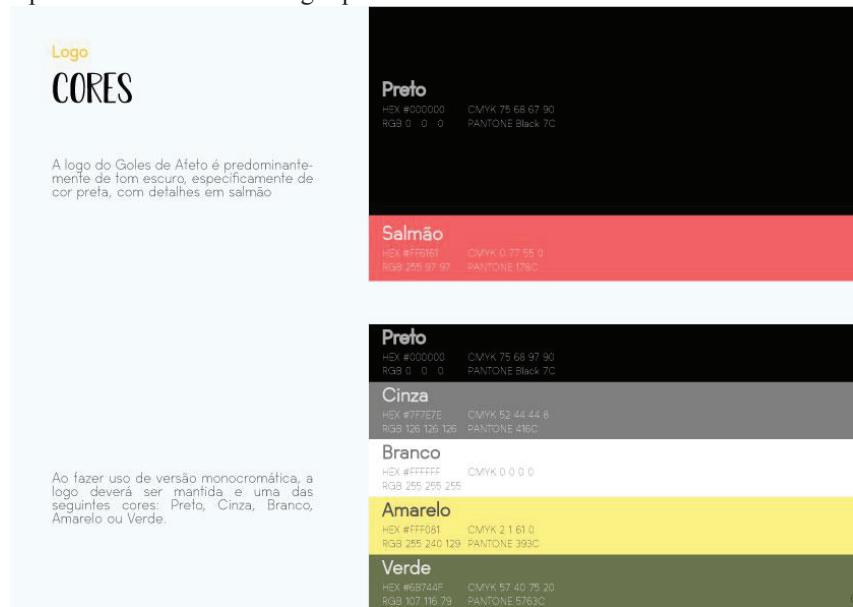 Logo
CORES
A logo do Goles de Afeto é predominante-
mente de tom escuro, especificamente de
cor preta, com detalhes em salmão
Preto
HEX #000000 CMYK 75 68 67 90
RGB 0 0 0 PANTONE Black 7C
Salmão
HEX #FF6161 CMYK 0 77 55 0
RGB 255 97 97 PANTONE 178C
Ao fazer uso de versão monocromática, a
logo deverá ser mantida e uma das
seguintes cores: Preto, Cinza, Branco,
Amarelo ou Verde.
Preto
HEX #000000 CMYK 75 68 97 90
RGB 0 0 0 PANTONE Black 7C
Cinza
HEX #7F7E7E CMYK 52 44 44 8
RGB 126 126 126 PANTONE 416C
Branco
HEX #FFFFFF CMYK 0 0 0 0
RGB 255 255 255
Amarelo
HEX #FFF081 CMYK 2 1 61 0
RGB 255 240 129 PANTONE 393C
Verde
HEX #6B744F CMYK 57 40 75 20
RGB 107 116 79 PANTONE 5763C